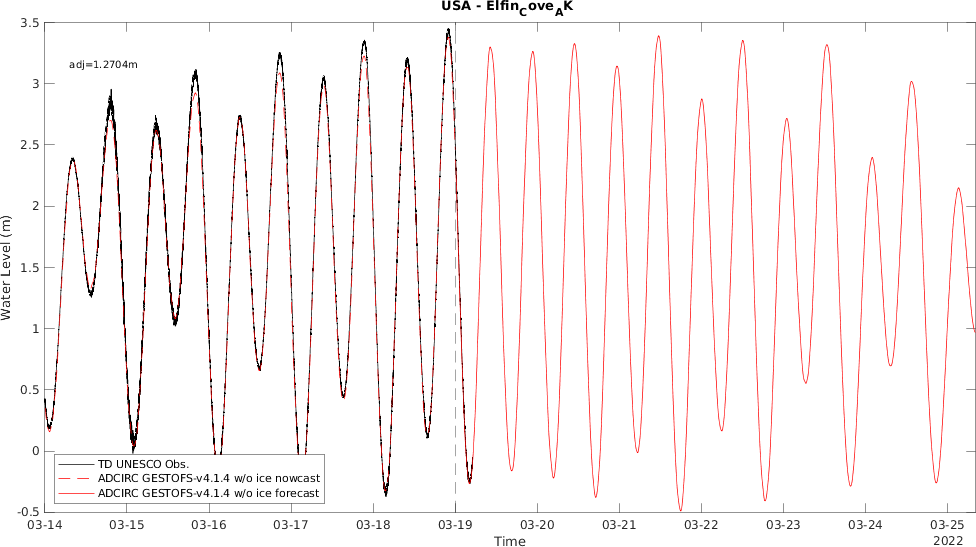 USA - ElfinCoveAK
3.5
adj=1.2704m
3
2.5
2
1.5
1
0.5
0
-0.5
Water Level (m)
TD UNESCO Obs.
ADCIRC GESTOFS-v4.1.4 w/o ice nowcast
ADCIRC GESTOFS-v4.1.4 w/o ice forecast
03-14 03-15 03-16 03-17 03-18 03-19 03-20 03-21 03-22 03-23 03-24 03-25
Time 2022